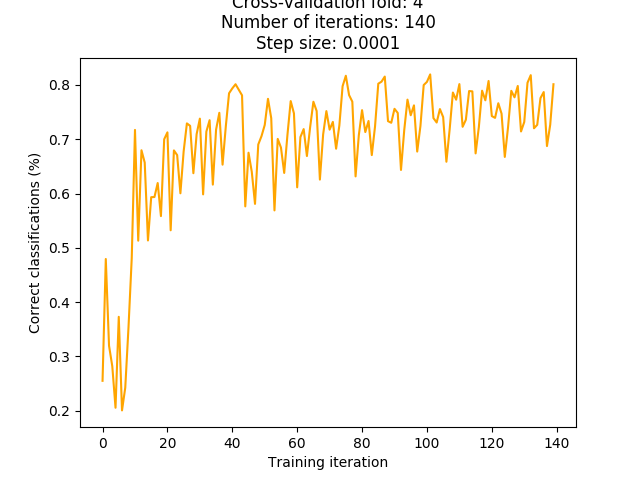 Cross-validation fold: 4
Number of iterations: 140
Step size: 0.0001
Correct classifications (%)
0.8
0.7
0.6
0.5
0.4
0.3
0.2
0 20 40 60 80 100 120 140
Training iteration